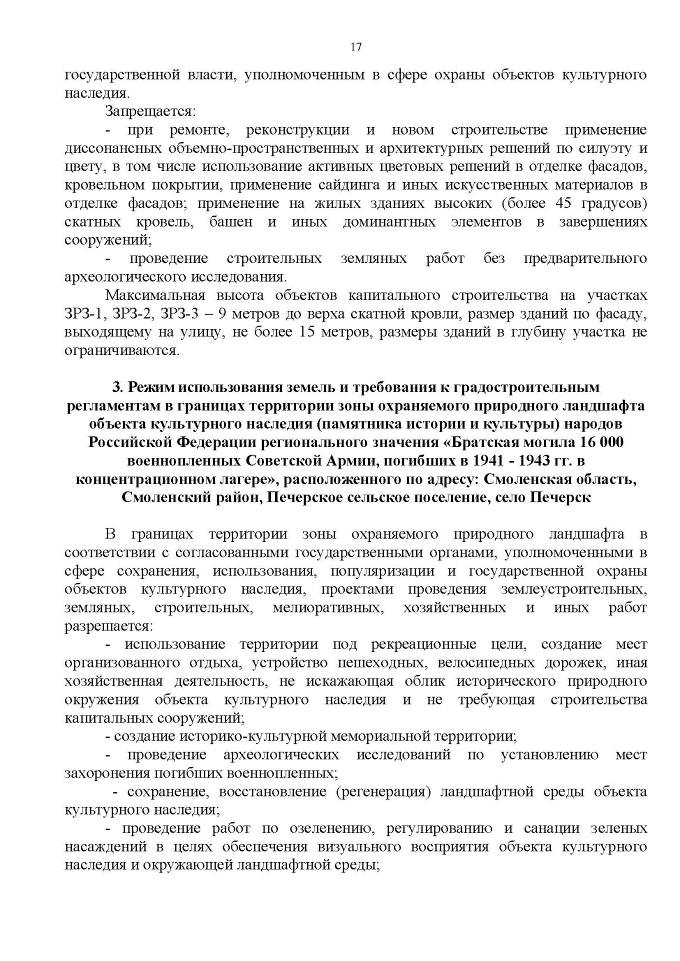 17
государственной власти, уполномоченным в сфере охраны объектов культурного
наследия.
Запрещается:
- при ремонте, реконструкции и новом строительстве применение
диссонансных объемно-пространственных и архитектурных решений по силуэту и
цвету, в том числе использование активных цветовых решений в отделке фасадов,
кровельном покрытии, применение сайдинга и иных искусственных материалов в
отделке фасадов; применение на жилых зданиях высоких (более 45 градусов)
скатных кровель, башен и иных доминантных элементов в завершениях
сооружений;
- проведение строительных земляных работ без предварительного
археологического исследования.
Максимальная высота объектов капитального строительства на участках
ЗРЗ-1, ЗРЗ-2, ЗРЗ-3 – 9 метров до верха скатной кровли, размер зданий по фасаду,
выходящему на улицу, не более 15 метров, размеры зданий в глубину участка не
ограничиваются.
3. Режим использования земель и требования к градостроительным
регламентам в границах территории зоны охраняемого природного ландшафта
объекта культурного наследия (памятника истории и культуры) народов
Российской Федерации регионального значения «Братская могила 16 000
военнопленных Советской Армии, погибших в 1941 - 1943 гг. в
концентрационном лагере», расположенного по адресу: Смоленская область,
Смоленский район, Печерское сельское поселение, село Печерск
В границах территории зоны охраняемого природного ландшафта в
соответствии с согласованными государственными органами, уполномоченными в
сфере сохранения, использования, популяризации и государственной охраны
объектов культурного наследия, проектами проведения землеустроительных,
земляных, строительных, мелиоративных, хозяйственных и иных работ
разрешается:
- использование территории под рекреационные цели, создание мест
организованного отдыха, устройство пешеходных, велосипедных дорожек, иная
хозяйственная деятельность, не искажающая облик исторического природного
окружения объекта культурного наследия и не требующая строительства
капитальных сооружений;
- создание историко-культурной мемориальной территории;
- проведение археологических исследований по установлению мест
захоронения погибших военнопленных;
- сохранение, восстановление (регенерация) ландшафтной среды объекта
культурного наследия;
- проведение работ по озеленению, регулированию и санации зеленых
насаждений в целях обеспечения визуального восприятия объекта культурного
наследия и окружающей ландшафтной среды;